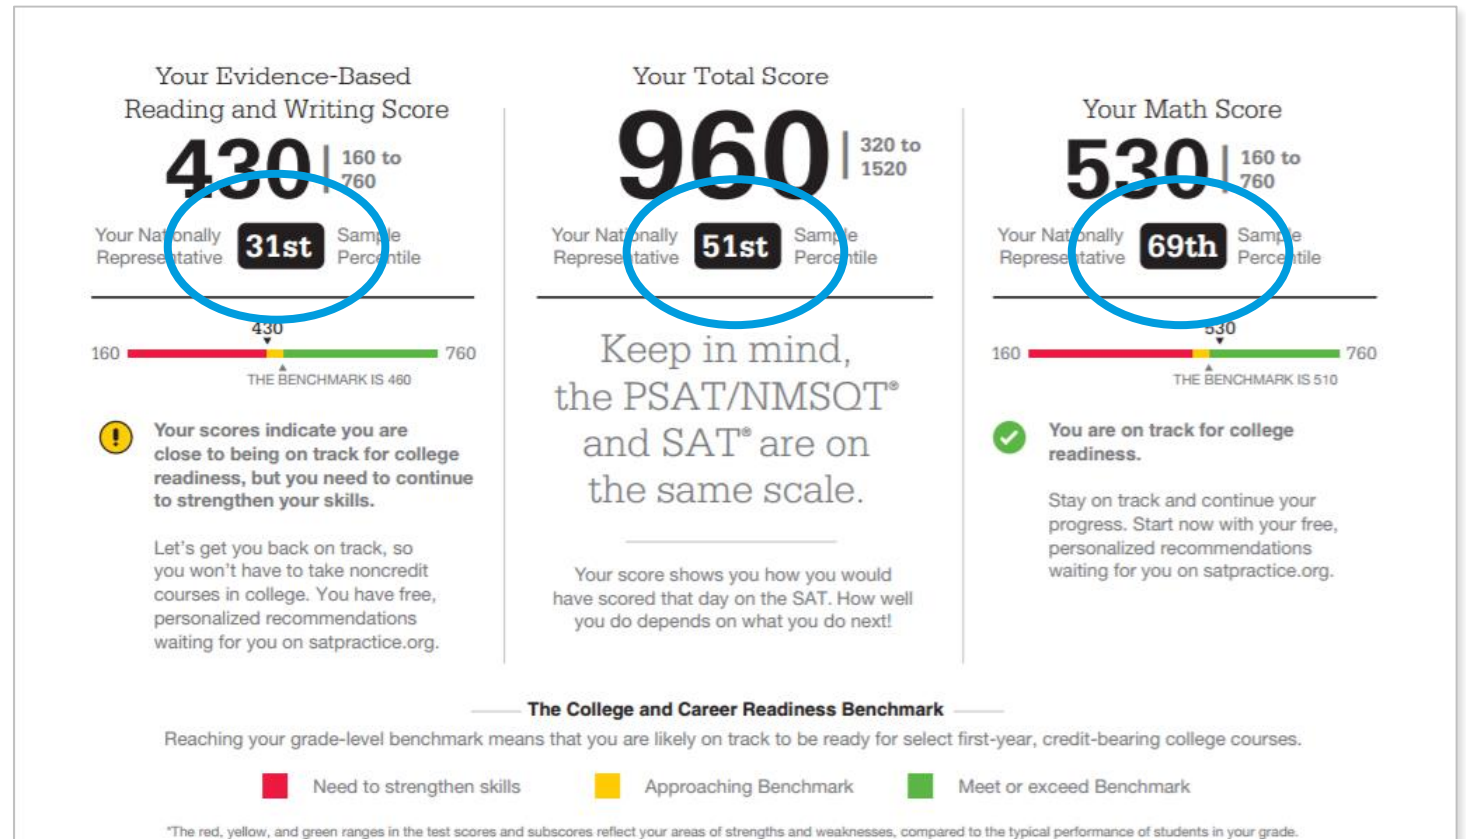 Your Evidence-Based
Reading and Writing Score
430
160 to
760
Your Nationally
Representative
31st
Sample
Percentile
430
160
760
THE BENCHMARK IS 460
Your scores indicate you are
close to being on track for college
readiness, but you need to continue
to strengthen your skills.
Let's get you back on track, so
you won't have to take noncredit
courses in college. You have free,
personalized recommendations
waiting for you on satpractice.org.
Your Total Score
960
320 to
1520
Your Nationally
Representative
51st
Sample
Percentile
Keep in mind,
the PSAT/NMSQT®
and SAT® are on
the same scale.
Your score shows you how you would
have scored that day on the SAT. How well
you do depends on what you do next!
Your Math Score
530
160 to
760
Your Nationally
Representative
69th
Sample
Percentile
530
160
760
THE BENCHMARK IS 510
You are on track for college
readiness.
Stay on track and continue your
progress. Start now with your free,
personalized recommendations
waiting for you on satpractice.org.
The College and Career Readiness Benchmark
Reaching your grade-level benchmark means that you are likely on track to be ready for select first-year, credit-bearing college courses.
Need to strengthen skills
Approaching Benchmark
Meet or exceed Benchmark
*The red, yellow, and green ranges in the test scores and subscores reflect your areas of strengths and weaknesses, compared to the typical performance of students in your grade.